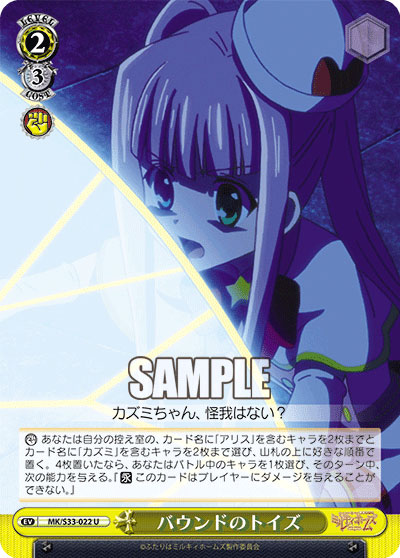 LEVEL
2
3
COST
SAMPLE
カズミちゃん、怪我はない？
あなたは自分の控え室の、カード名に「アリス」を含むキャラを2枚までと
カード名に「カズミ」を含むキャラを2枚まで選び、山札の上に好きな順番で
置く。4枚置いたなら、あなたはバトル中のキャラを1枚選び、そのターン中、
次の能力を与える。『永 このカードはプレイヤーにダメージを与えることが
できない。』
EV MK/S33-022 U
バウンドのトイズ
©ふたりはミルキィホームズ製作委員会